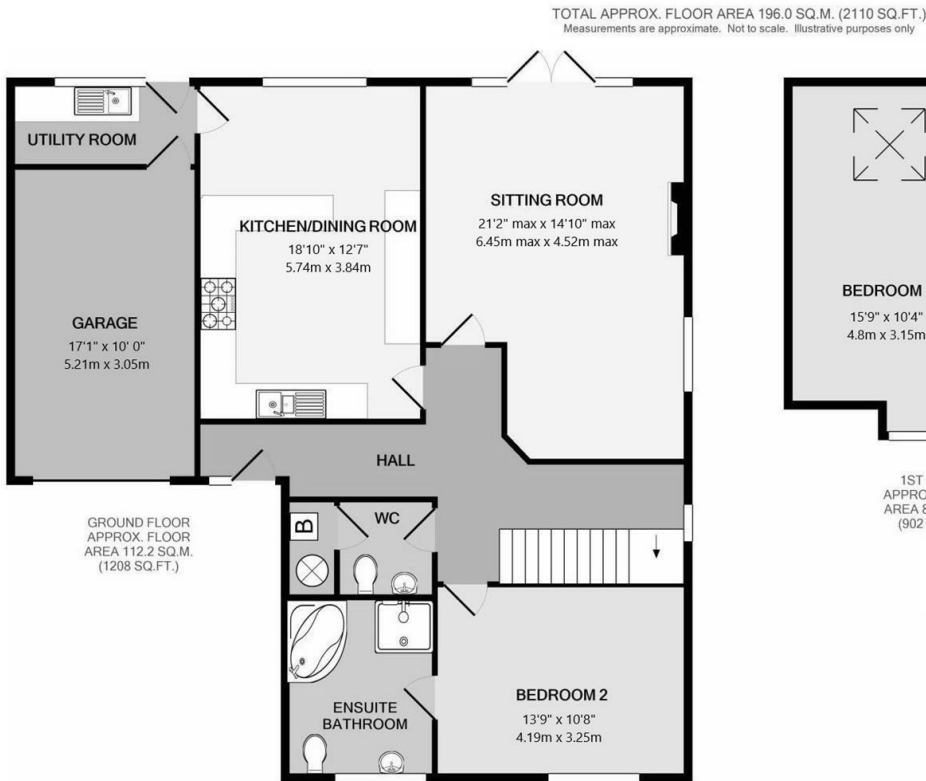 TOTAL APPROX. FLOOR AREA 196.0 SQ.M. (2110 SQ.FT.)
Measurements are approximate. Not to scale. Illustrative purposes only
UTILITY ROOM
KITCHEN/DINING ROOM
18'10" x 12'7"
5.74m x 3.84m
SITTING ROOM
21'2" max x 14'10" max
6.45m max x 4.52m max
GARAGE
17'1" x 10' 0"
5.21m x 3.05m
HALL
WC
B
GROUND FLOOR
APPROX. FLOOR
AREA 112.2 SQ.M.
(1208 SQ.FT.)
ENSUITE
BATHROOM
BEDROOM 2
13'9" x 10'8"
4.19m x 3.25m
BEDROOM
15'9" x 10'4"
4.8m x 3.15m
1ST
APPRO
AREA 8
(902